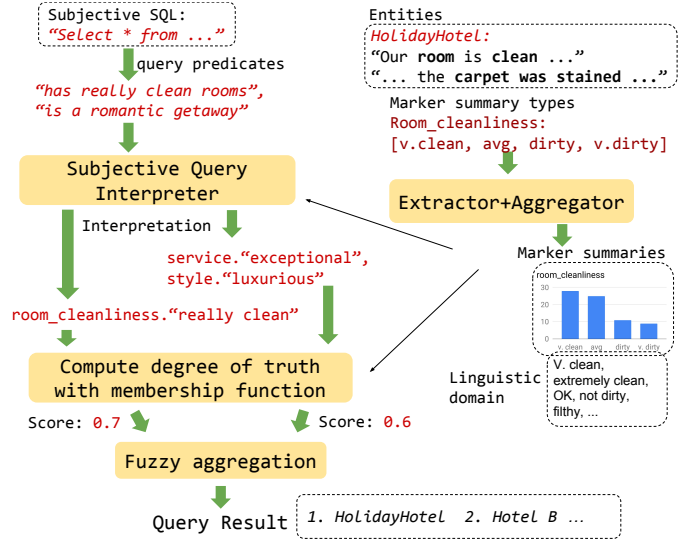 Subjective SQL:
“Select * from ...”
query predicates
“has really clean rooms”,
“is a romantic getaway”
Subjective Query
Interpreter
Interpretation
service.“exceptional”,
style.“luxurious”
room_cleanliness.“really clean”
Compute degree of truth
with membership function
Score: 0.7
Score: 0.6
Fuzzy aggregation
Query Result
1. HolidayHotel 2. Hotel B …
Entities
HolidayHotel:
“Our room is clean ...”
“... the carpet was stained ...”
Marker summary types
Room_cleanliness:
[v.clean, avg, dirty, v.dirty]
Extractor+Aggregator
Marker summaries
room_cleanliness
30
20
10
0
v. clean avg dirty v. dirty
Linguistic
domain
V. clean,
extremely clean,
OK, not dirty,
filthy, ...